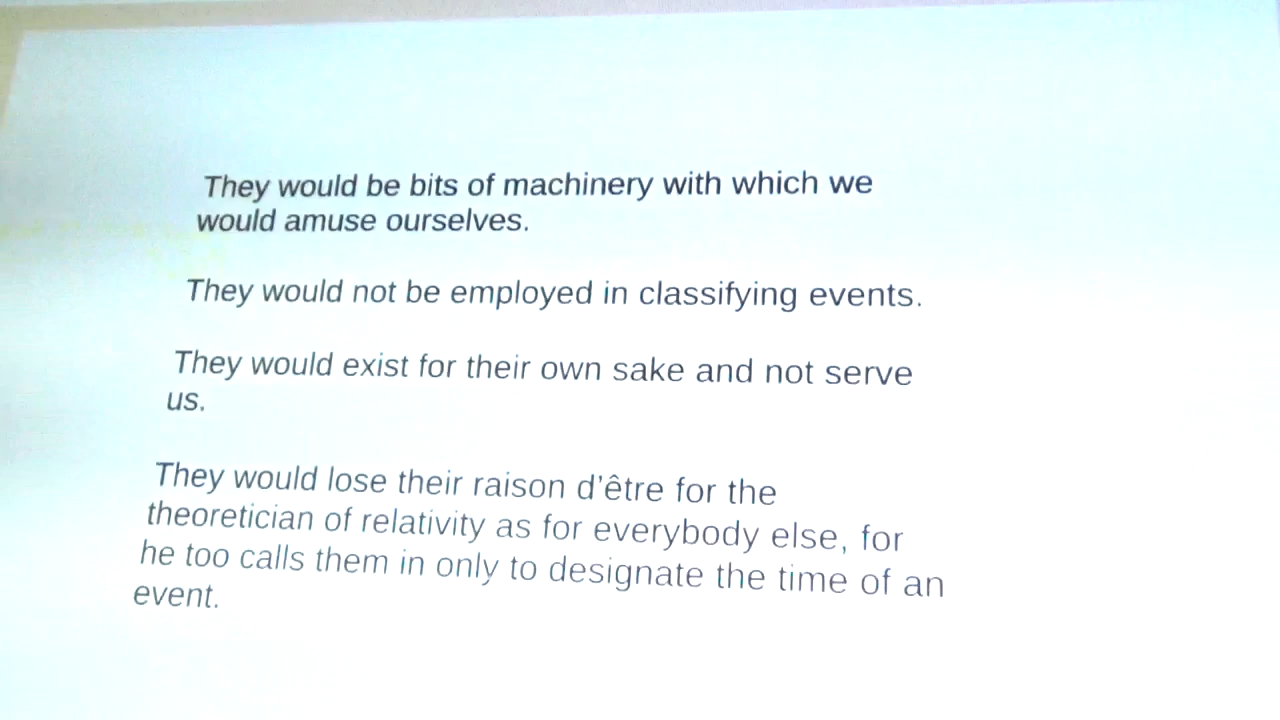 They would be bits of machinery with which we
would amuse ourselves.
They would not be employed in classifying events.
They would exist for their own sake and not serve
us.
They would lose their raison d'être for the
theoretician of relativity as for everybody else, for
he too calls them in only to designate the time of an
event.